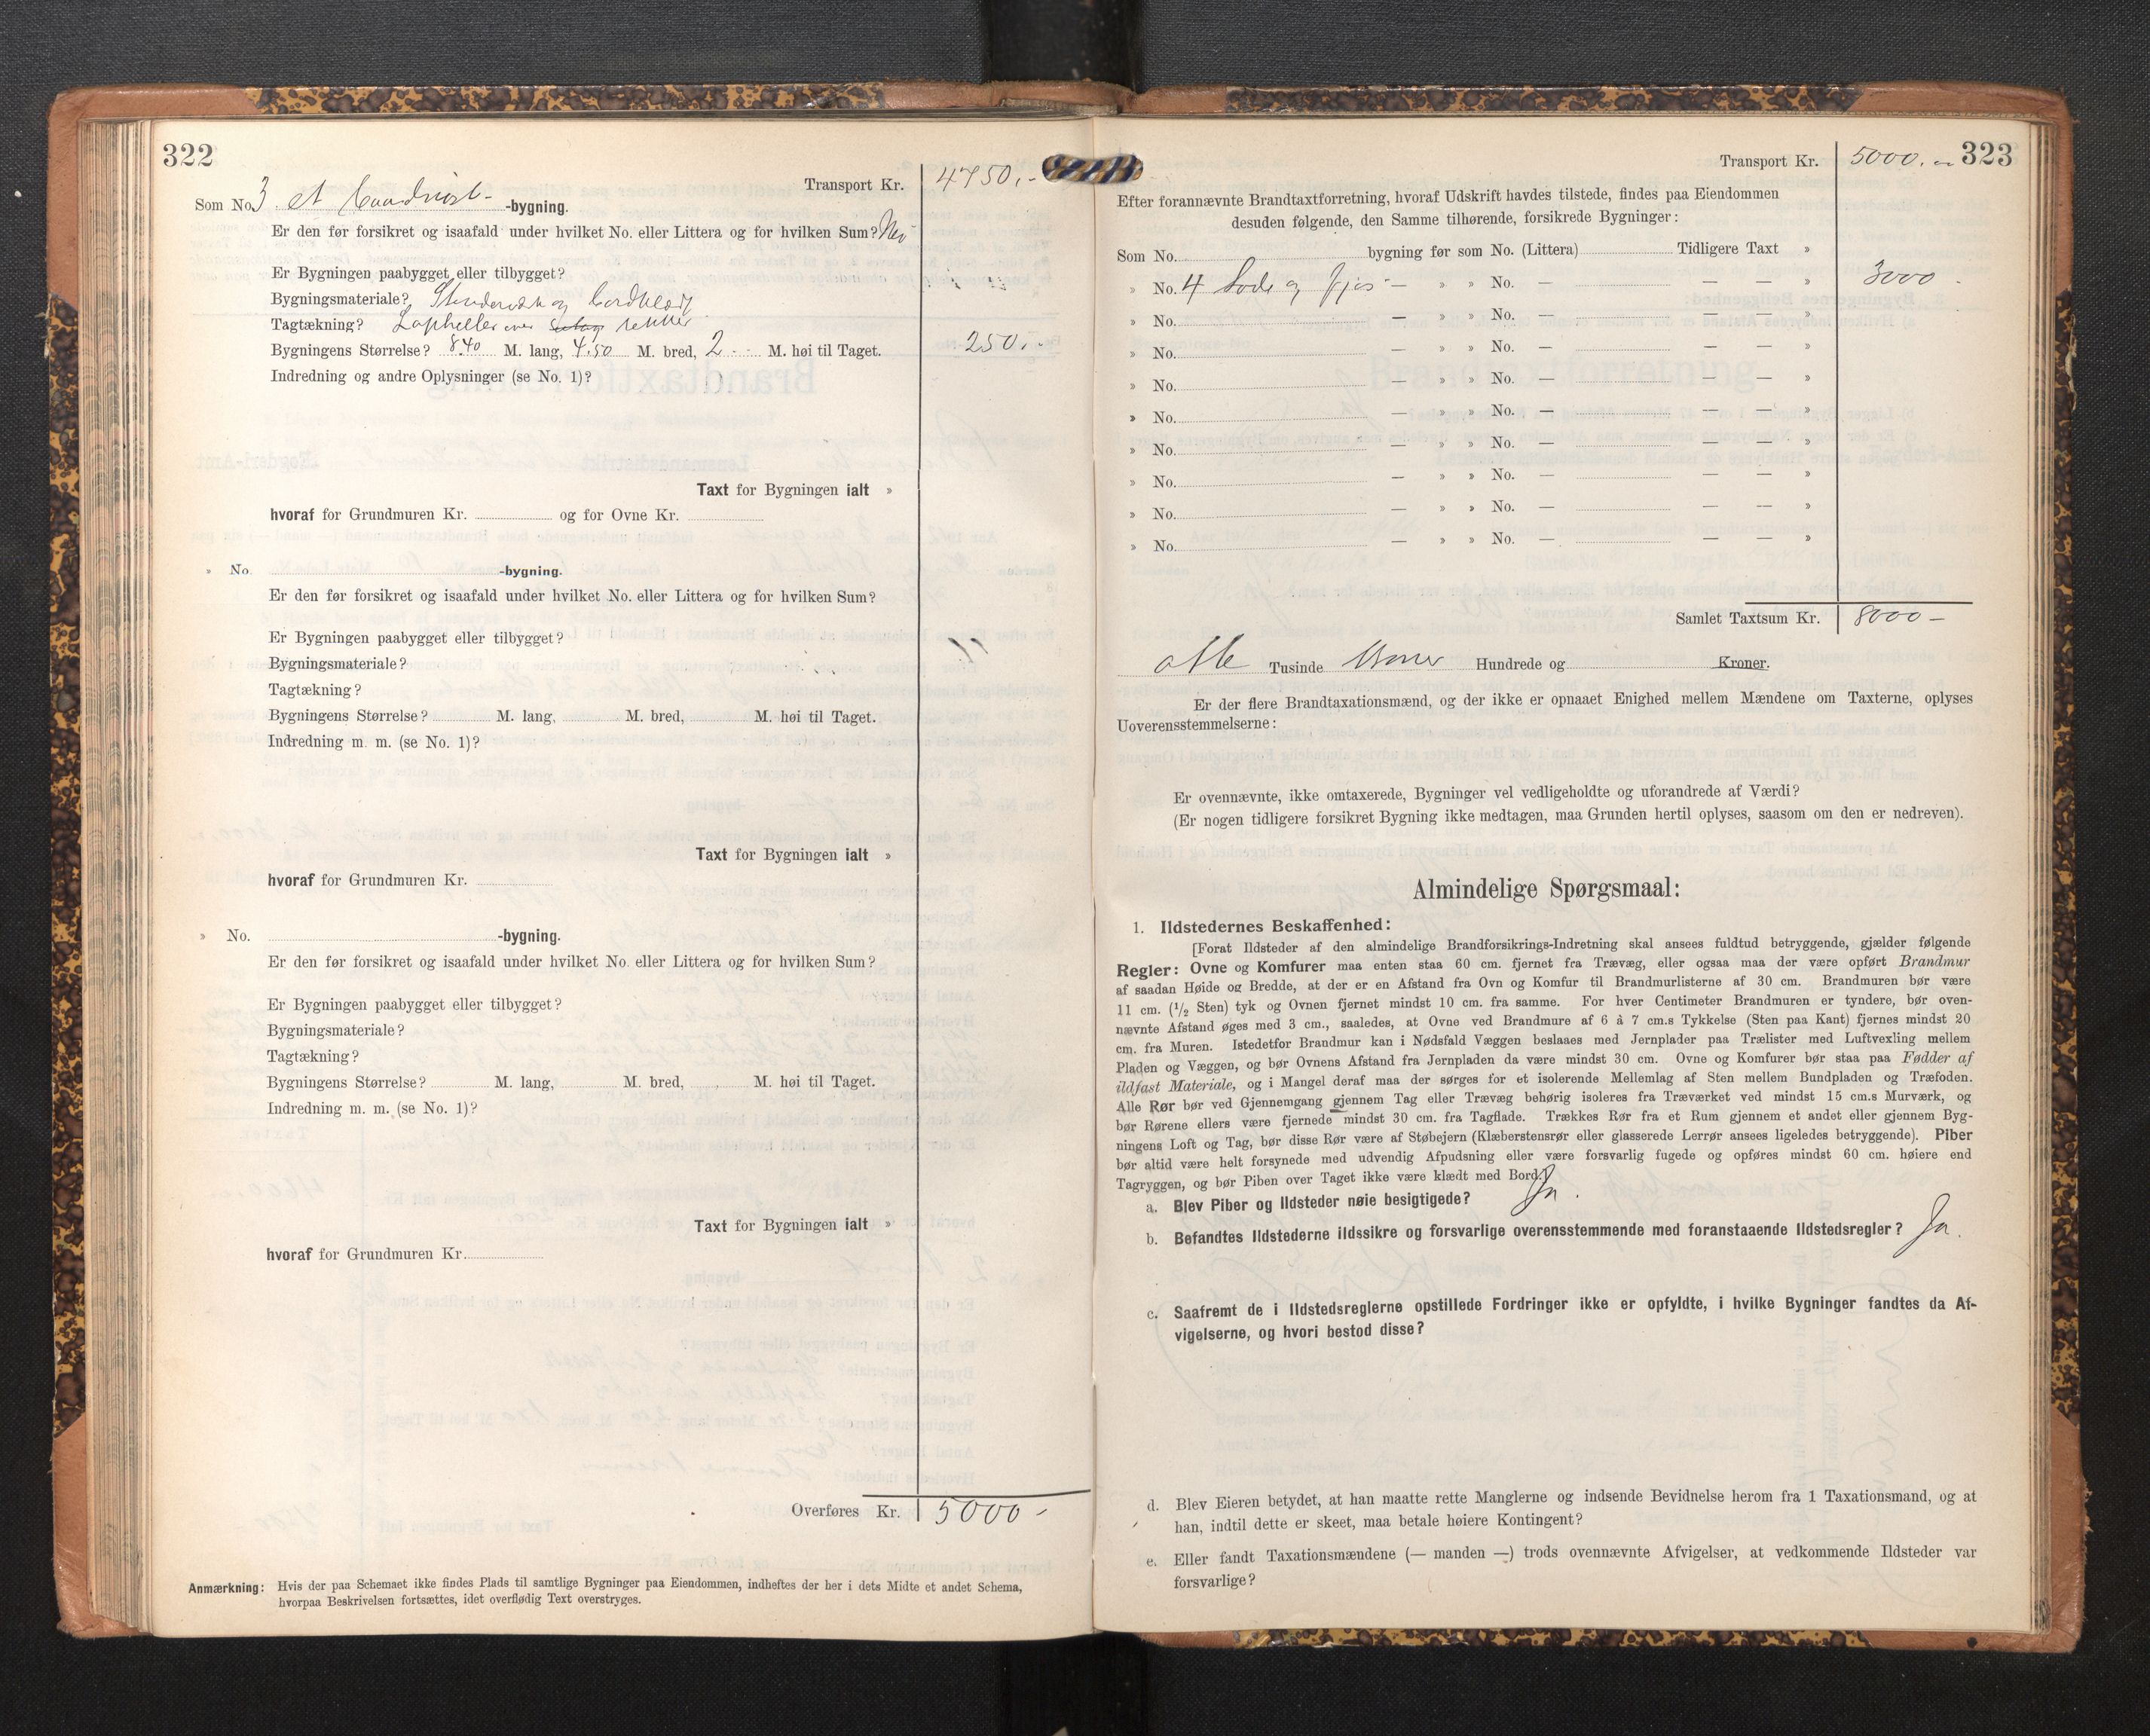 322
Transport Kr. 4750,-
Som No. 3 et -bygning.
Er den før forsikret og isaafald under hvilket No. eller Littera og for hvilken Sum? Nei
Er Bygningen paabygget eller tilbygget?
Bygningsmateriale? og bordklædt
Tagtækning? Lapheller over
Bygningens Størrelse? 8.40 M. lang, 4.50 M. bred, 2 - M. høi til Taget. 250.-
Indredning og andre Oplysninger (se No. 1)?
Taxt for Bygningen ialt »
hvoraf for Grundmuren Kr. og for Ovne Kr.
» No. -bygning.
Er den før forsikret og isaafald under hvilket No. eller Littera og for hvilken Sum?
Er Bygningen paabygget eller tilbygget?
Bygningsmateriale?
Tagtækning?
Bygningens Størrelse? M. lang, M. bred, M. høi til Taget.
Indredning m. m. (se No. 1)?
Taxt for Bygningen ialt »
hvoraf for Grundmuren Kr.
» No. -bygning.
Er den før forsikret og isaafald under hvilket No. eller Littera og for hvilken Sum?
Er Bygningen paabygget eller tilbygget?
Bygningsmateriale?
Tagtækning?
Bygningens Størrelse? M. lang, M. bred, M. høi til Taget.
Indredning m. m. (se No. 1)?
Taxt for Bygningen ialt »
hvoraf for Grundmuren Kr.
Overføres Kr. 5000 -
Anmærkning: Hvis der paa Schemaet ikke findes Plads til samtlige Bygninger paa Eiendommen, indheftes der her i dets Midte et andet Schema,
hvorpaa Beskrivelsen fortsættes, idet overflødig Text overstryges.
Transport Kr. 5000.- 323
Efter forannævnte Brandtaxtforretning, hvoraf Udskrift havdes tilstede, findes paa Eiendommen
desuden følgende, den Samme tilhørende, forsikrede Bygninger:
Som No. bygning før som No. (Littera) Tidligere Taxt »
» No. 4 Lode og fjøs — » » No. — — — » 3000 -
» No. — » » No. — — — »
» No. — » » No. — — — »
» No. — » » No. — — — »
» No. — » » No. — — — »
» No. — » » No. — — — »
» No. — » » No. — — — »
» No. — » » No. — — — »
» No. — » » No. — — — »
Samlet Taxtsum Kr. 8000 -
otte Tusinde Kroner Hundrede og Kroner.
Er der flere Brandtaxationsmænd, og der ikke er opnaaet Enighed mellem Mændene om Taxterne, oplyses
Uoverensstemmelserne:
Er ovennævnte, ikke omtaxerede, Bygninger vel vedligeholdte og uforandrede af Værdi?
(Er nogen tidligere forsikret Bygning ikke medtagen, maa Grunden hertil oplyses, saasom om den er nedreven).
Almindelige Spørgsmaal:
1. Ildstedernes Beskaffenhed:
[Forat Ildsteder af den almindelige Brandforsikrings-Indretning skal ansees fuldtud betryggende, gjælder følgende
Regler: Ovne og Komfurer maa enten staa 60 cm. fjernet fra Trævæg, eller ogsaa maa der være opført Brandmur
af saadan Høide og Bredde, at der er en Afstand fra Ovn og Komfur til Brandmurlisterne af 30 cm. Brandmuren bør være
11 cm. (1/2 Sten) tyk og Ovnen fjernet mindst 10 cm. fra samme. For hver Centimeter Brandmuren er tyndere, bør oven-
nævnte Afstand øges med 3 cm., saaledes, at Ovne ved Brandmure af 6 à 7 cm.s Tykkelse (Sten paa Kant) fjernes mindst 20
cm. fra Muren. Istedetfor Brandmur kan i Nødsfald Væggen beslaaes med Jernplader paa Trælister med Luftvexling mellem
Pladen og Væggen, og bør Ovnens Afstand fra Jernpladen da være mindst 30 cm. Ovne og Komfurer bør staa paa Fødder af
ildfast Materiale, og i Mangel deraf maa der sørges for et isolerende Mellemlag af Sten mellem Bundpladen og Træfoden.
Alle Rør bør ved Gjennemgang gjennem Tag eller Trævæg behørig isoleres fra Træværket ved mindst 15 cm.s Murværk, og
bør Rørene ellers være fjernede mindst 30 cm. fra Tagflade. Trækkes Rør fra et Rum gjennem et andet eller gjennem Byg-
ningens Loft og Tag, bør disse Rør være af Støbejern (Klæberstensrør eller glasserede Lerrør ansees ligeledes betryggende). Piber
bør altid være helt forsynede med udvendig Afpudsning eller være forsvarlig fugede og opføres mindst 60 cm. høiere end
Tagryggen, og bør Piben over Taget ikke være klædt med Bord.]
a. Blev Piber og Ildsteder nøie besigtigede? Ja.
b. Befandtes Ildstederne ildssikre og forsvarlige overensstemmende med foranstaaende Ildstedsregler? Ja.
c. Saafremt de i Ildstedsreglerne opstillede Fordringer ikke er opfyldte, i hvilke Bygninger fandtes da Af-
vigelserne, og hvori bestod disse?
d. Blev Eieren betydet, at han maatte rette Manglerne og indsende Bevidnelse herom fra 1 Taxationsmand, og at
han, indtil dette er skeet, maa betale høiere Kontingent?
e. Eller fandt Taxationsmændene (— manden —) trods ovennævnte Afvigelser, at vedkommende Ildsteder var
forsvarlige?